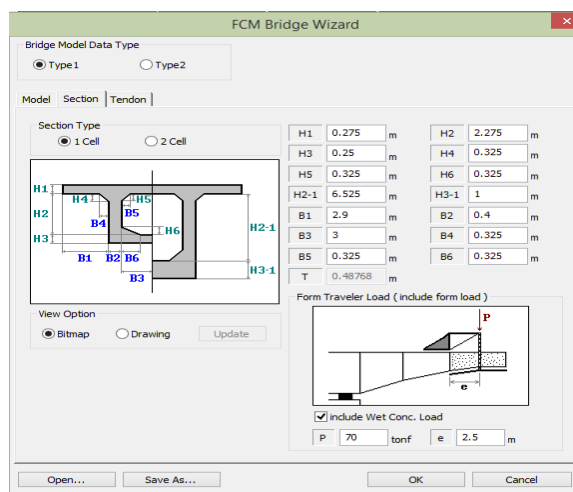 FCM Bridge Wizard
Bridge Model Data Type
Type1 Type2
Model Section Tendon
Section Type
1 Cell 2 Cell
H1
H4 H5
H2 B4 B5 H6 H2-1
H3
B1 B2 B6 B3 H3-1
View Option
Bitmap Drawing Update
H1 0.275 m H2 2.275 m
H3 0.25 m H4 0.325 m
H5 0.325 m H6 0.325 m
H2-1 6.525 m H3-1 1 m
B1 2.9 m B2 0.4 m
B3 3 m B4 0.325 m
B5 0.325 m B6 0.325 m
T 0.48768 m
Form Traveler Load ( include form load )
P
e
include Wet Conc. Load
P 70 tonf e 2.5 m
Open... Save As... OK Cancel